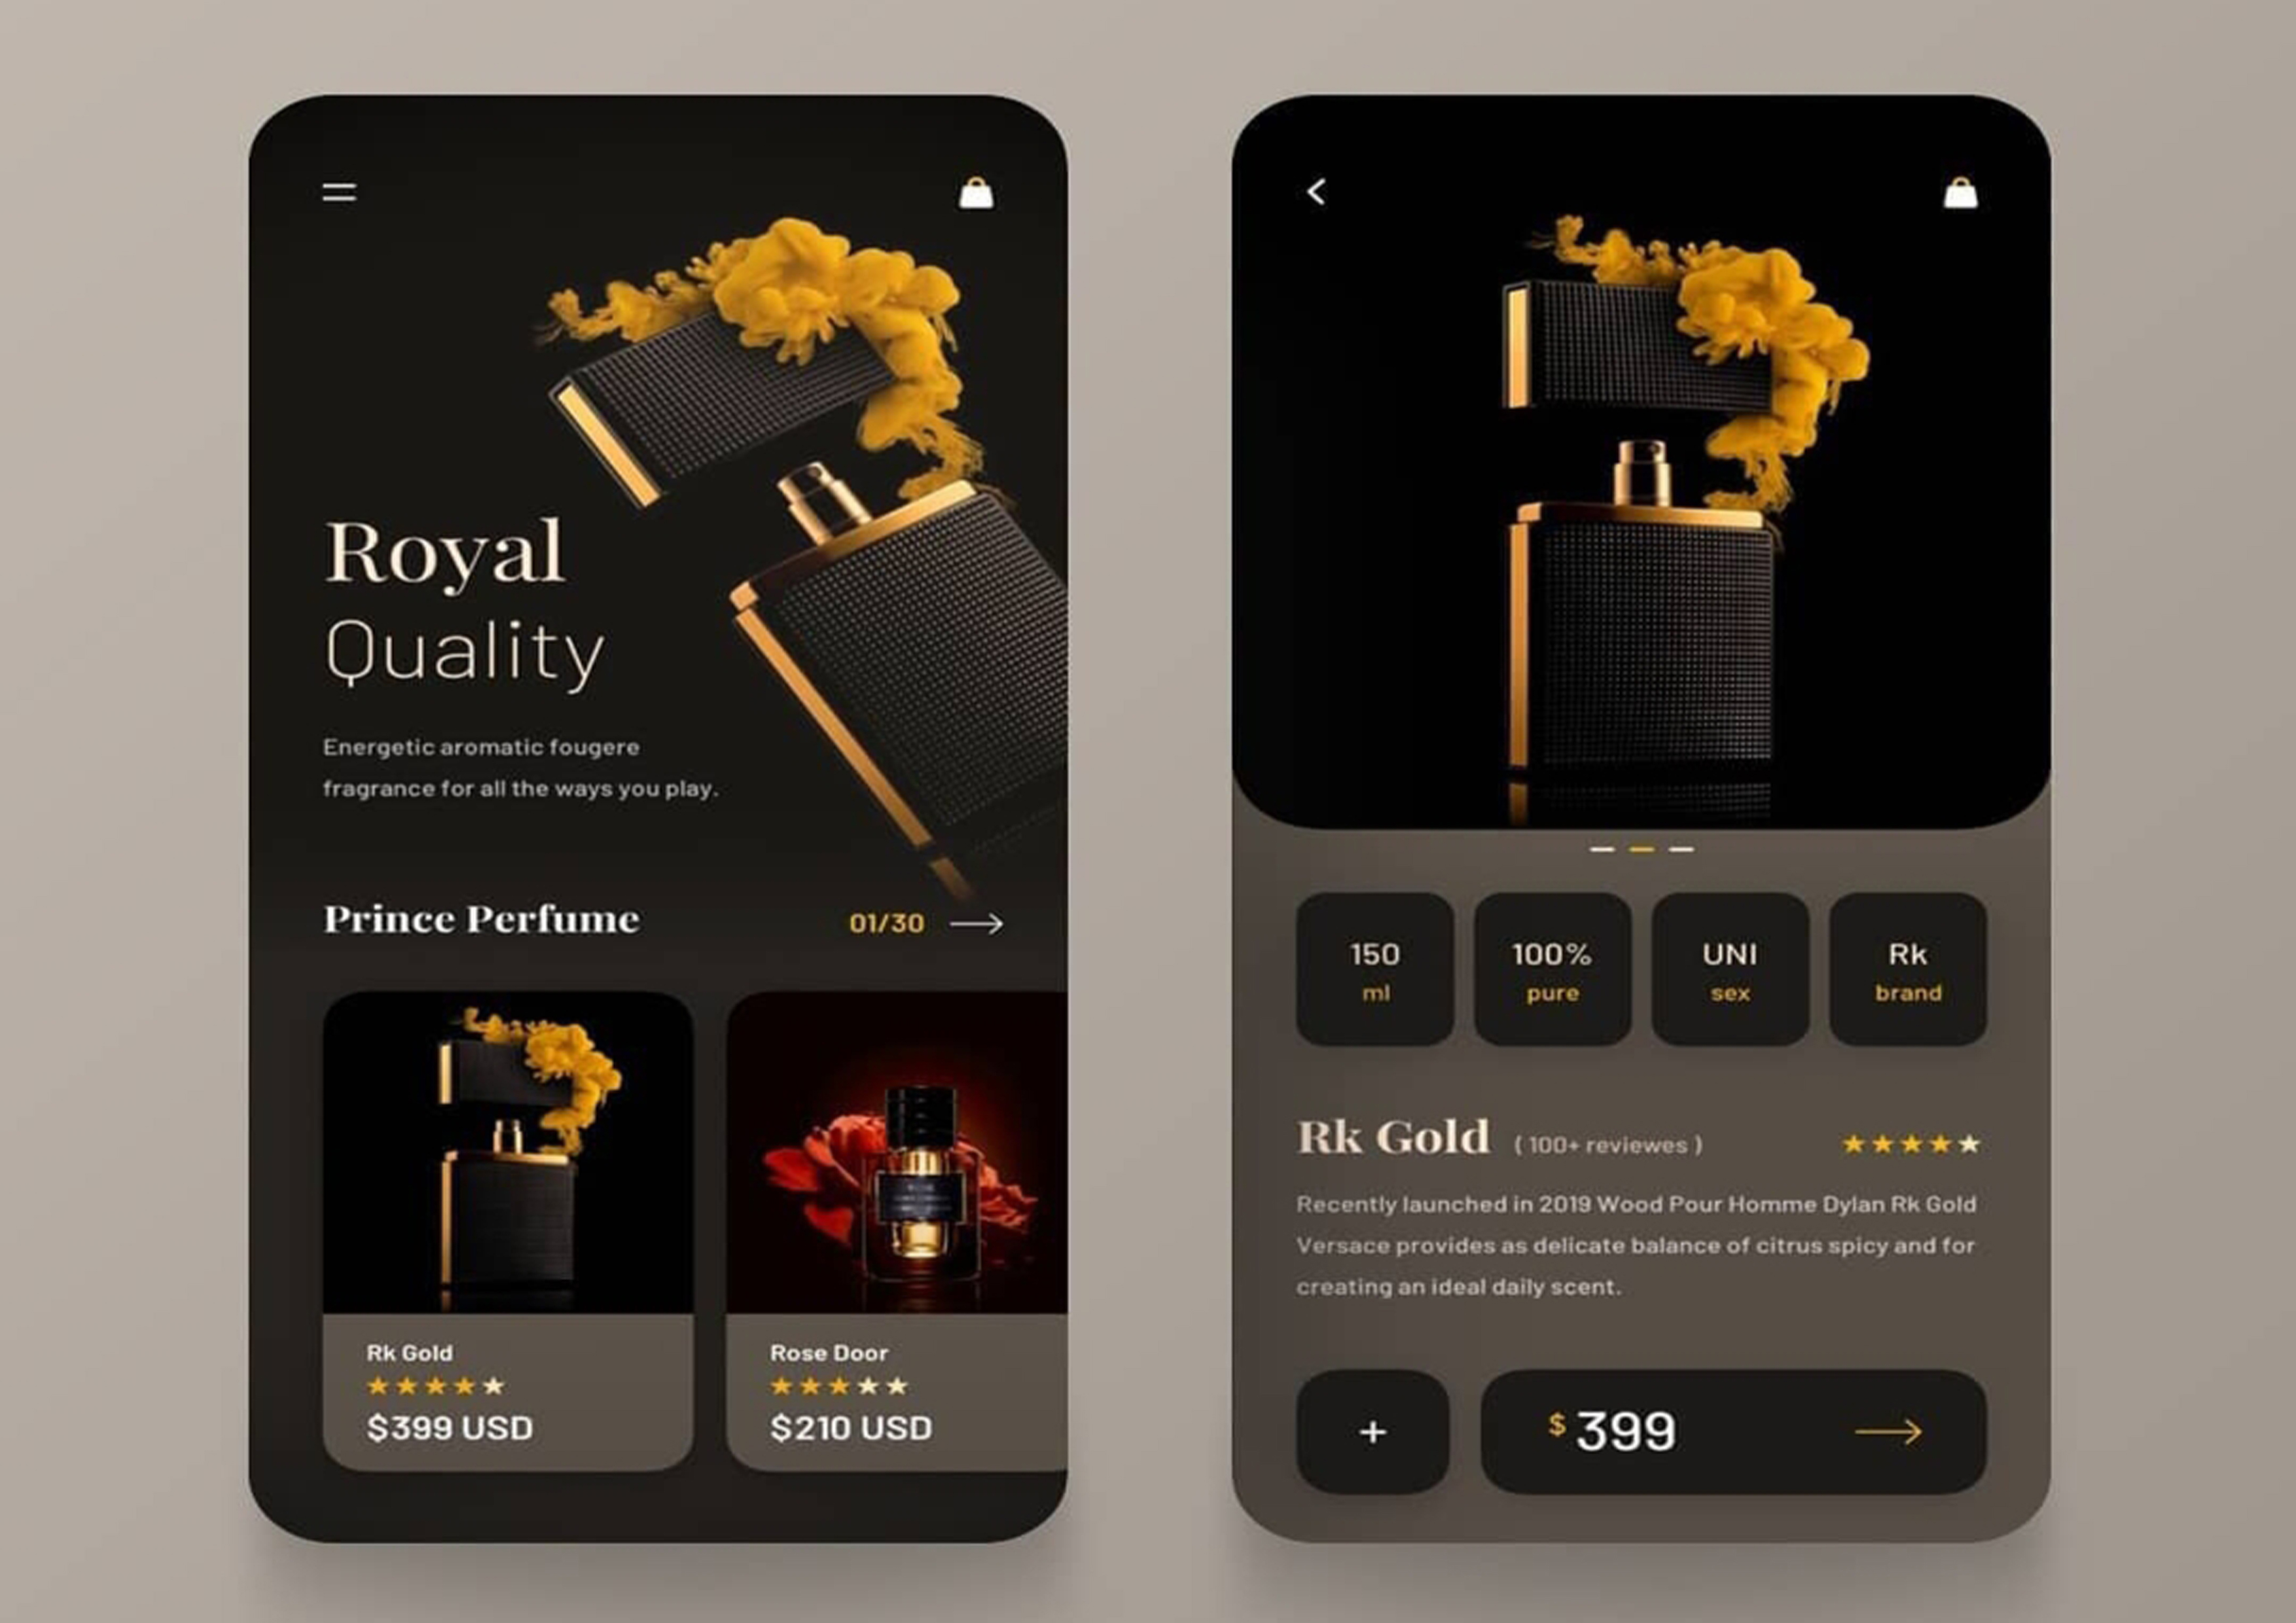 Royal
Quality
Energetic aromatic fougere
fragrance for all the ways you play.
Prince Perfume
01/30
Rk Gold
$399 USD
Rose Door
$210 USD
150
ml
100%
pure
UNI
sex
Rk
brand
Rk Gold ( 100+ reviewes )
Recently launched in 2019 Wood Pour Homme Dylan Rk Gold
Versace provides as delicate balance of citrus spicy and for
creating an ideal daily scent.
+
$399